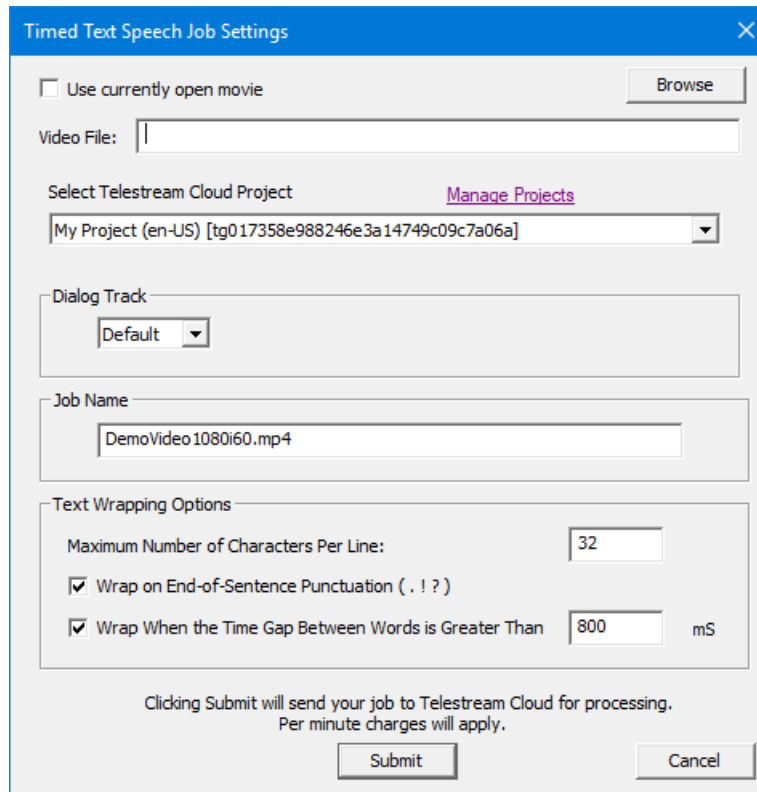 Timed Text Speech Job Settings
Use currently open movie
Browse
Video File:
Select Telestream Cloud Project
Manage Projects
My Project (en-US) [tg017358e988246e3a14749c09c7a06a]
Dialog Track
Default
Job Name
DemoVideo1080i60.mp4
Text Wrapping Options
Maximum Number of Characters Per Line:
32
Wrap on End-of-Sentence Punctuation ( . ! ? )
Wrap When the Time Gap Between Words is Greater Than
800
mS
Clicking Submit will send your job to Telestream Cloud for processing.
Per minute charges will apply.
Submit
Cancel